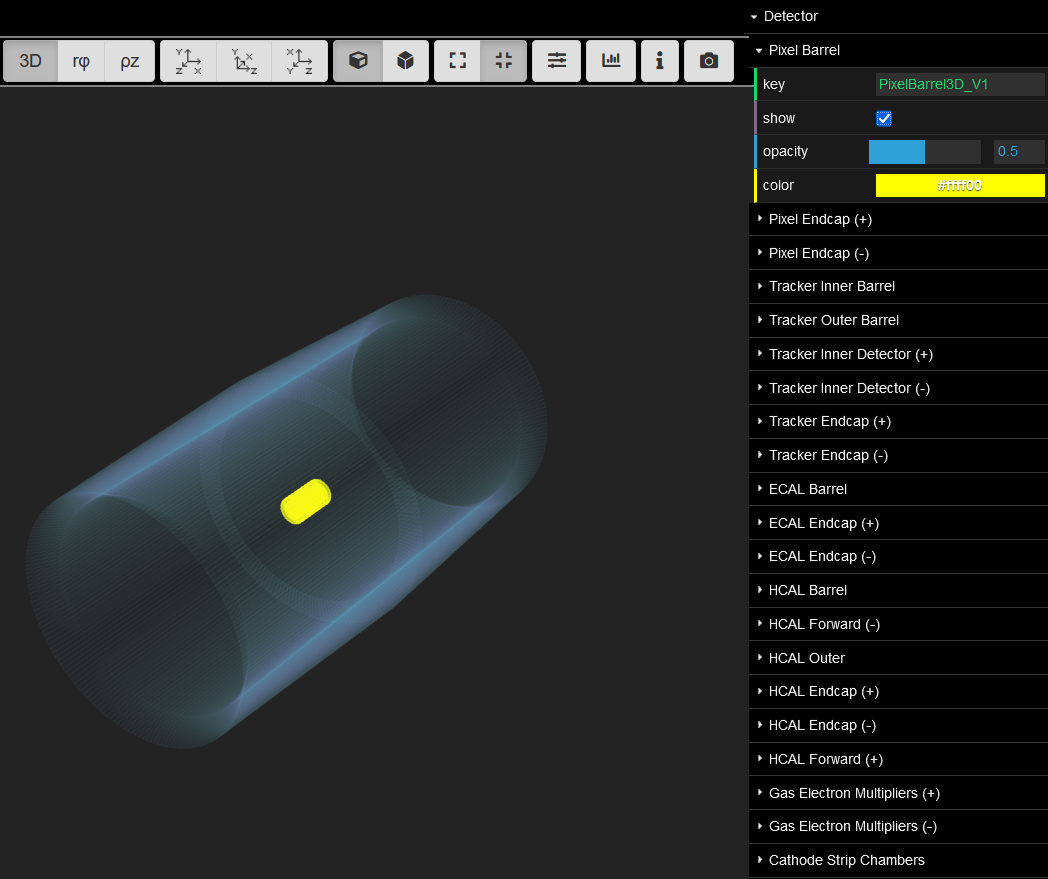 Detector
3D rφ ρz Y Z X Y X Z X Y Z
Pixel Barrel
key PixelBarrel3D_V1
show
opacity 0.5
color #ffff00
Pixel Endcap (+)
Pixel Endcap (-)
Tracker Inner Barrel
Tracker Outer Barrel
Tracker Inner Detector (+)
Tracker Inner Detector (-)
Tracker Endcap (+)
Tracker Endcap (-)
ECAL Barrel
ECAL Endcap (+)
ECAL Endcap (-)
HCAL Barrel
HCAL Forward (-)
HCAL Outer
HCAL Endcap (+)
HCAL Endcap (-)
HCAL Forward (+)
Gas Electron Multipliers (+)
Gas Electron Multipliers (-)
Cathode Strip Chambers